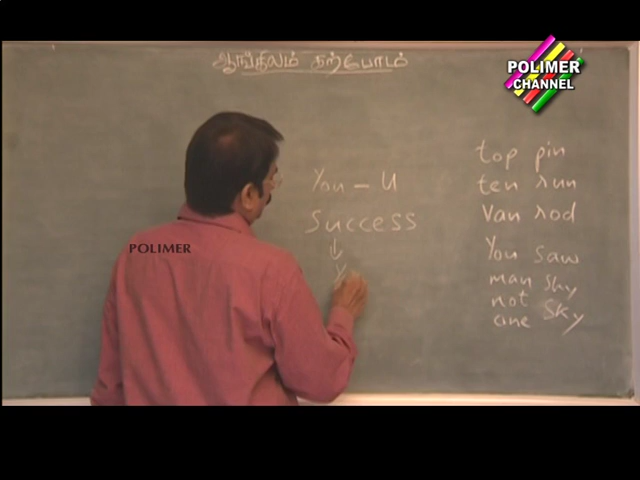 ஆங்கிலம் கற்போம்
POLIMER
CHANNEL
You - U
Success
y
POLIMER
top pin
ten run
van rod
You saw
man shy
not sky
one